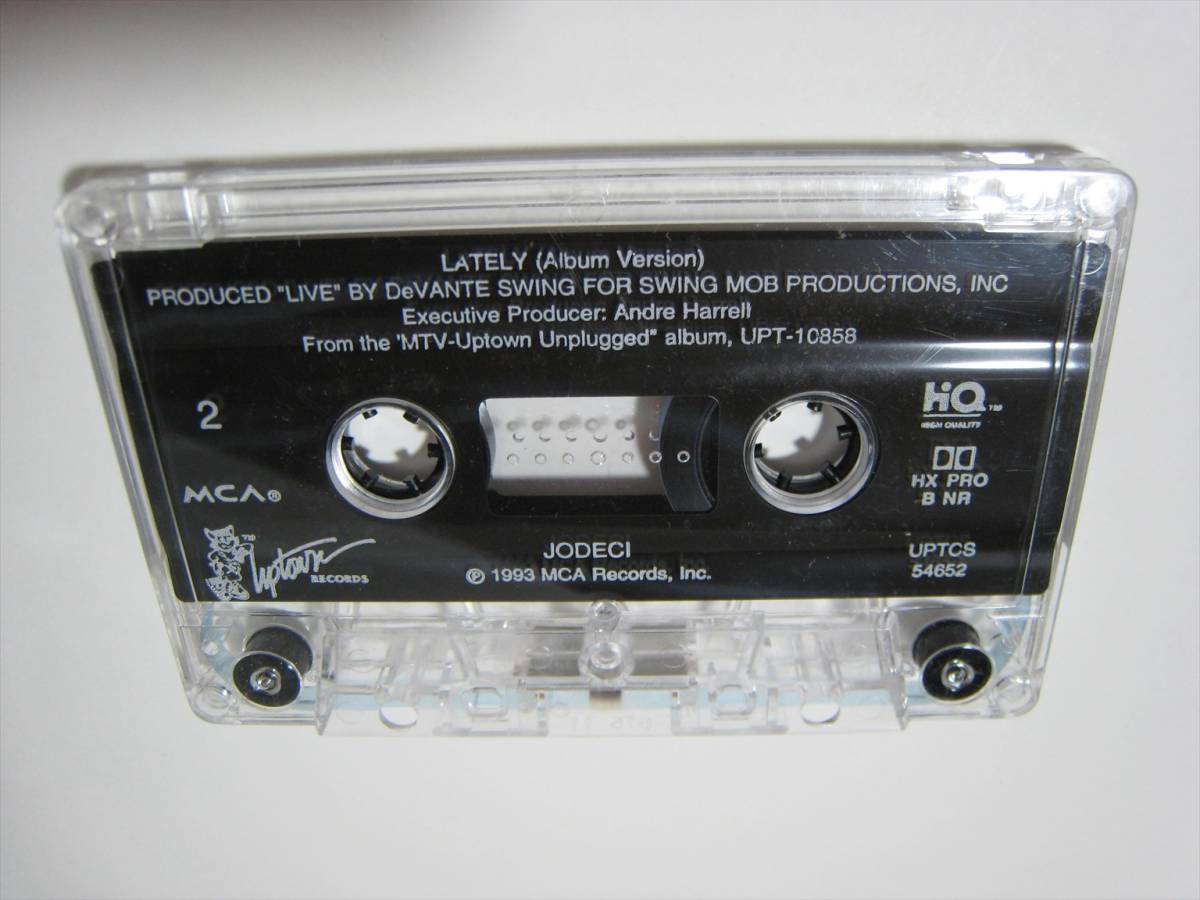 LATELY (Album Version)
PRODUCED "LIVE" BY DeVANTE SWING FOR SWING MOB PRODUCTIONS, INC
Executive Producer: Andre Harrell
From the 'MTV-Uptown Unplugged" album, UPT-10858
2
HiQ
HIGH QUALITY
HX PRO
B NR
MCA®
Uptown
RECORDS
JODECI
℗ 1993 MCA Records, Inc.
UPTCS
54652